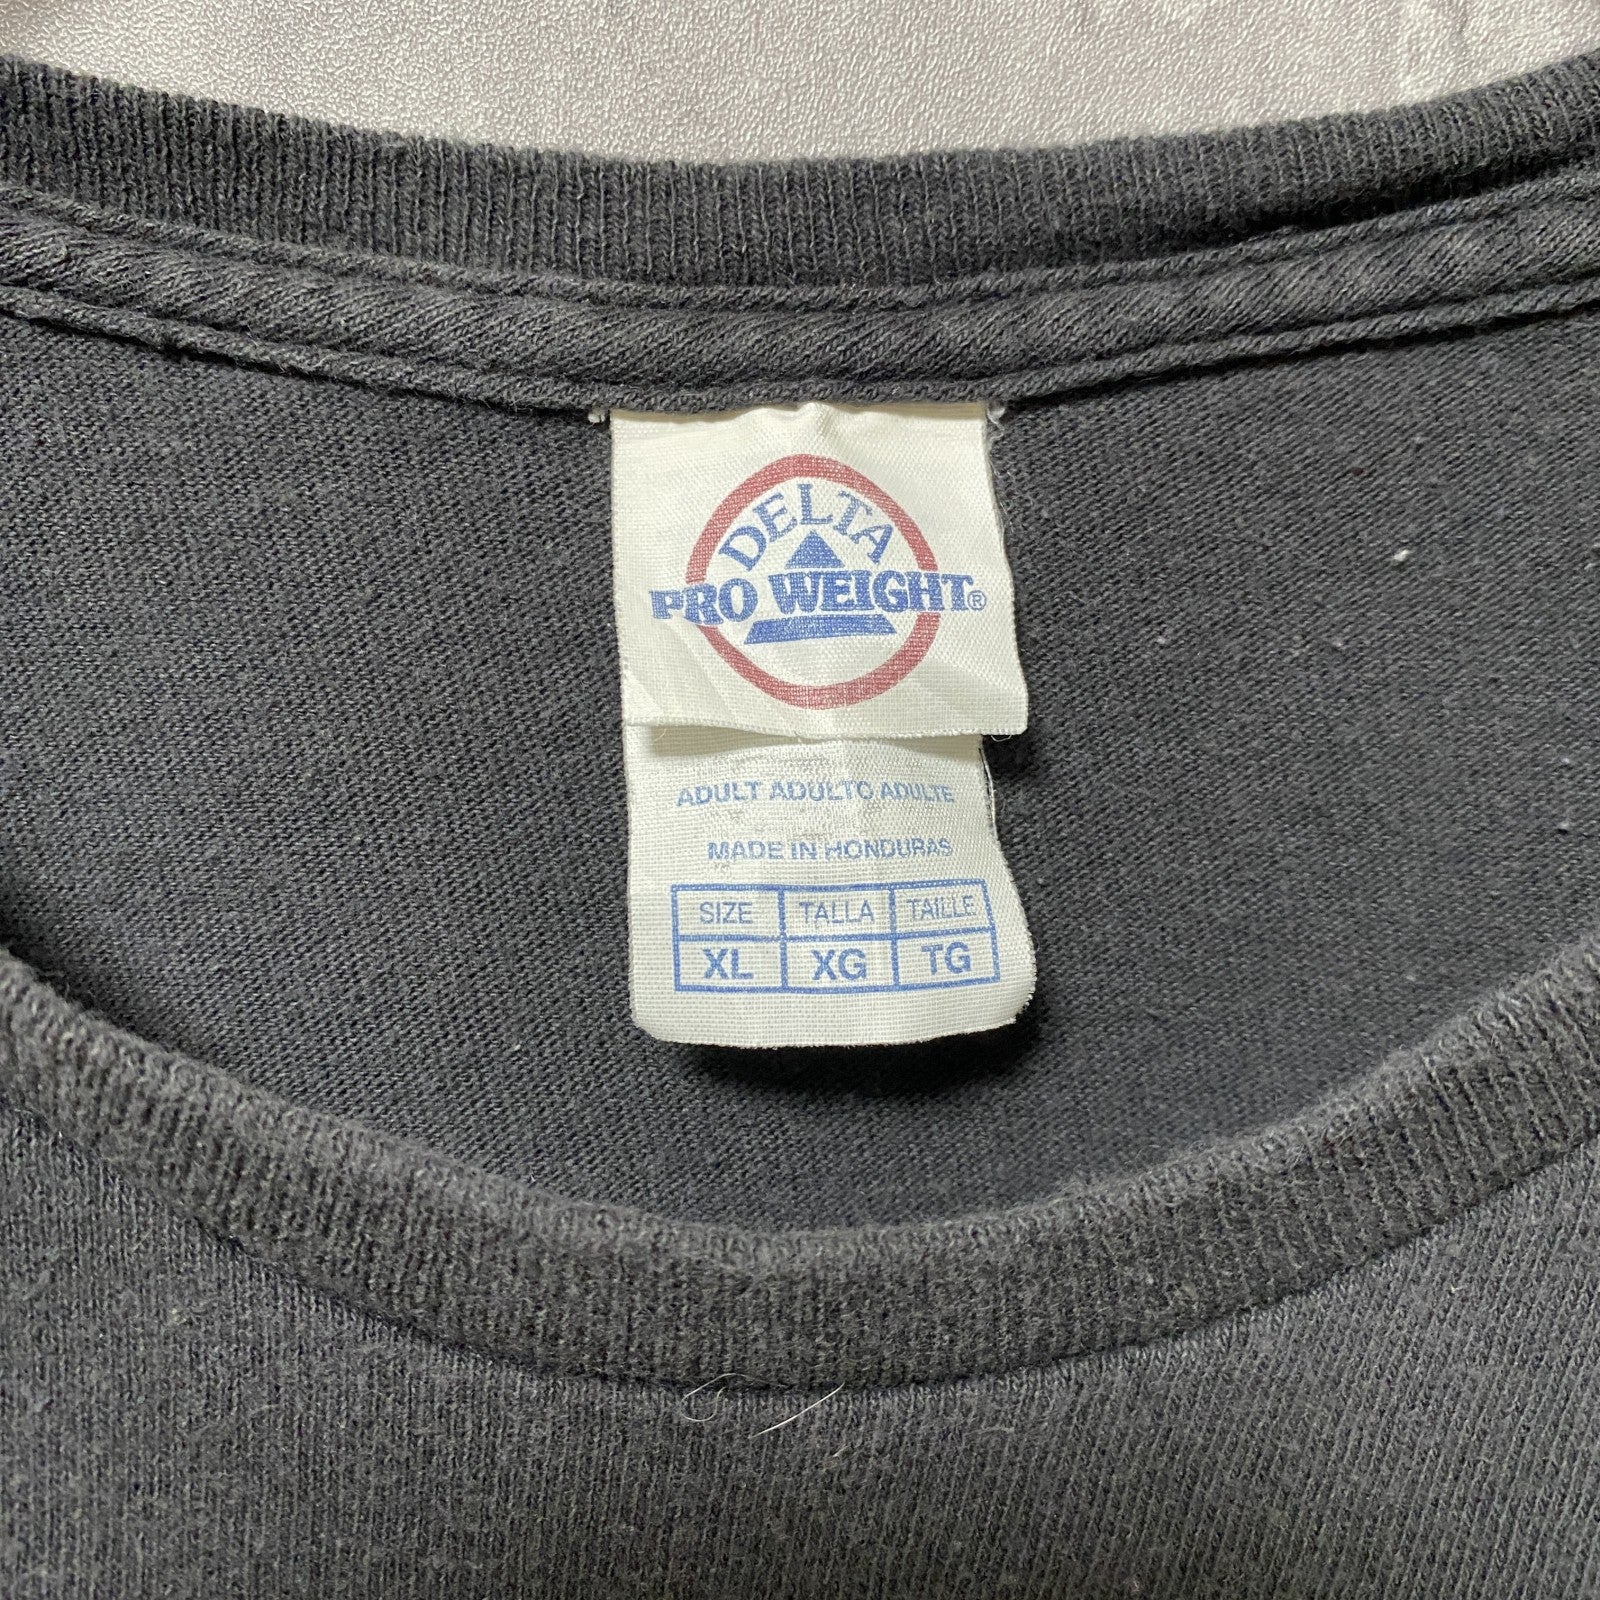 DELTA
PRO WEIGHT®
ADULT ADULTO ADULTE
MADE IN HONDURAS
SIZE TALLA TAILLE
XL XG TG